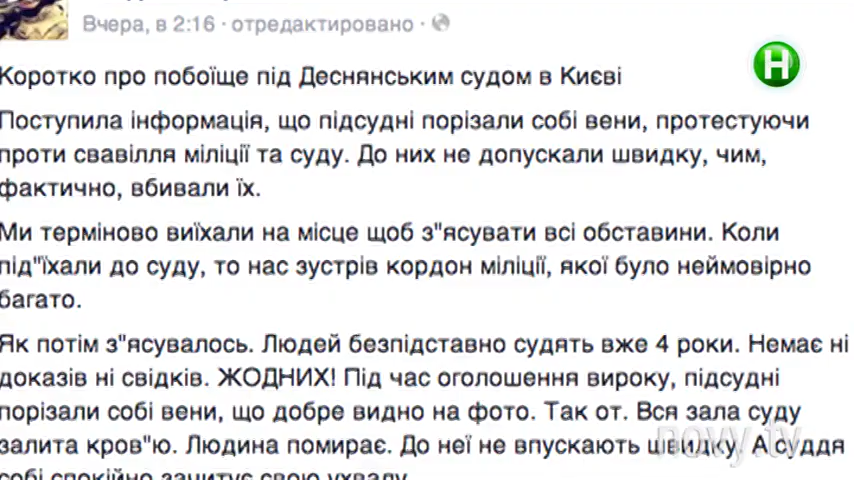 Вчера, в 2:16 · отредактировано ·
Н
Коротко про побоїще під Деснянським судом в Києві
Поступила інформація, що підсудні порізали собі вени, протестуючи
проти свавілля міліції та суду. До них не допускали швидку, чим,
фактично, вбивали їх.
Ми терміново виїхали на місце щоб з"ясувати всі обставини. Коли
під"їхали до суду, то нас зустрів кордон міліції, якої було неймовірно
багато.
Як потім з"ясувалось. Людей безпідставно судять вже 4 роки. Немає ні
доказів ні свідків. ЖОДНИХ! Під час оголошення вироку, підсудні
порізали собі вени, що добре видно на фото. Так от. Вся зала суду
залита кров"ю. Людина помирає. До неї не впускають швидку. А суддя
собі спокійно зачитує свою ухвалу.
novy.tv